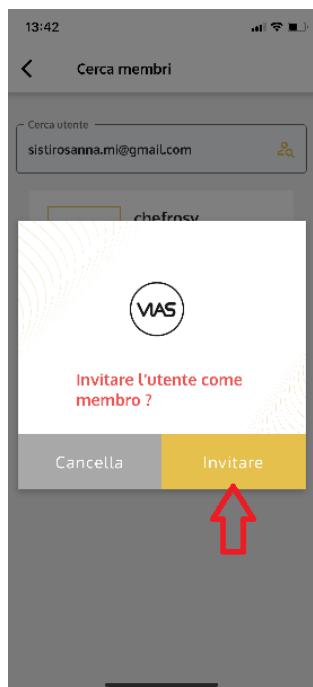 13:42
Cerca membri
Cerca utente
sistirosanna.mi@gmail.com
chefrosy
VIAS
Invitare l'utente come
membro ?
Cancella
Invitare